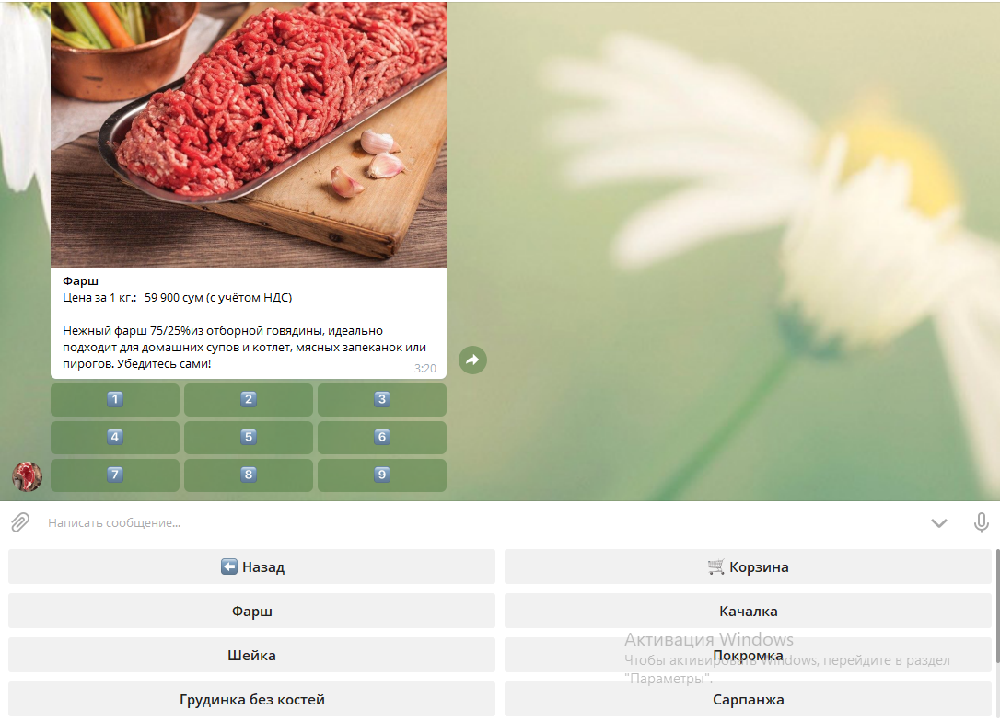 Фарш
Цена за 1 кг.: 59 900 сум (с учётом НДС)
Нежный фарш 75/25%из отборной говядины, идеально
подходит для домашних супов и котлет, мясных запеканок или
пирогов. Убедитесь сами!
3:20
1 2 3
4 5 6
7 8 9
Написать сообщение...
Назад Корзина
Фарш Качалка
Активация Windows
Шейка Покромка
Чтобы активировать Windows, перейдите в раздел
"Параметры".
Грудинка без костей Сарпанжа